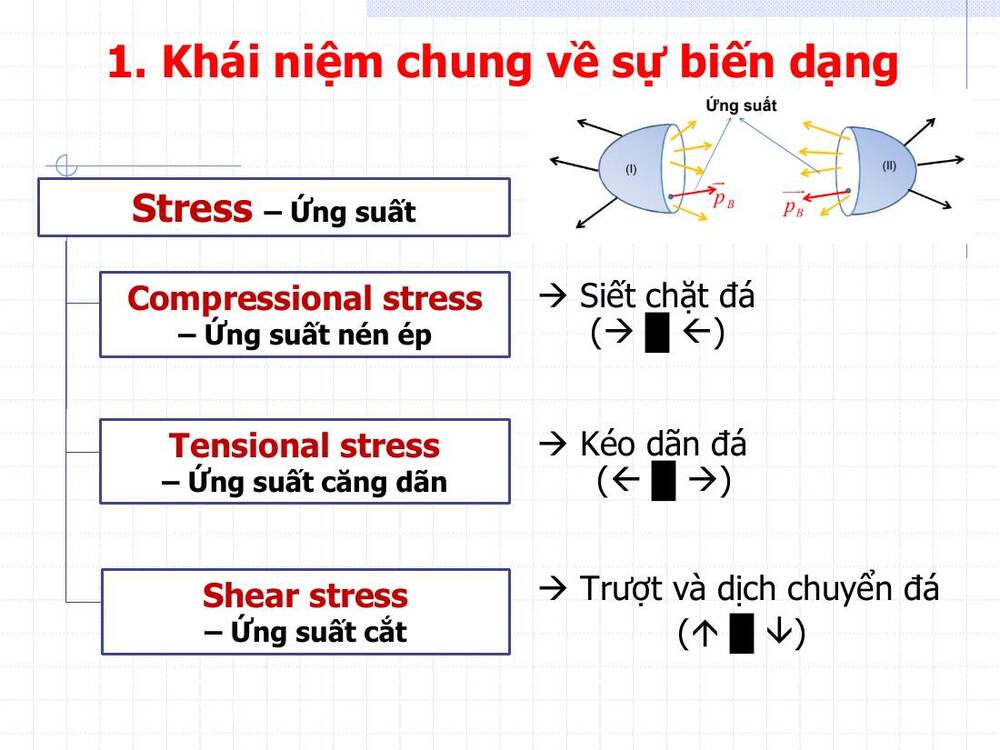 1. Khái niệm chung về sự biến dạng
Ứng suất
(I)
(II)
p B
p B
Stress – Ứng suất
Compressional stress
– Ứng suất nén ép
→ Siết chặt đá
(→ █ ←)
Tensional stress
– Ứng suất căng dãn
→ Kéo dãn đá
(← █ →)
Shear stress
– Ứng suất cắt
→ Trượt và dịch chuyển đá
(↑ █ ↓)